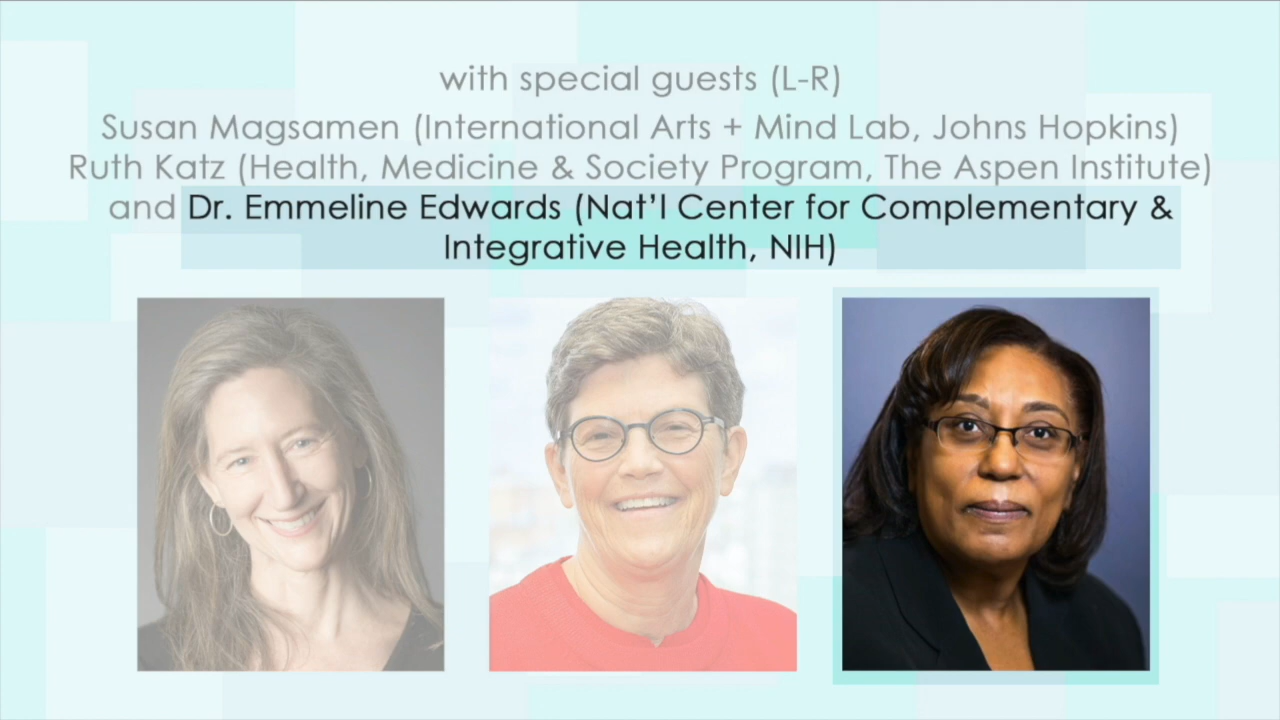 with special guests (L-R)
Susan Magsamen (International Arts + Mind Lab, Johns Hopkins)
Ruth Katz (Health, Medicine & Society Program, The Aspen Institute)
and Dr. Emmeline Edwards (Nat’l Center for Complementary &
Integrative Health, NIH)